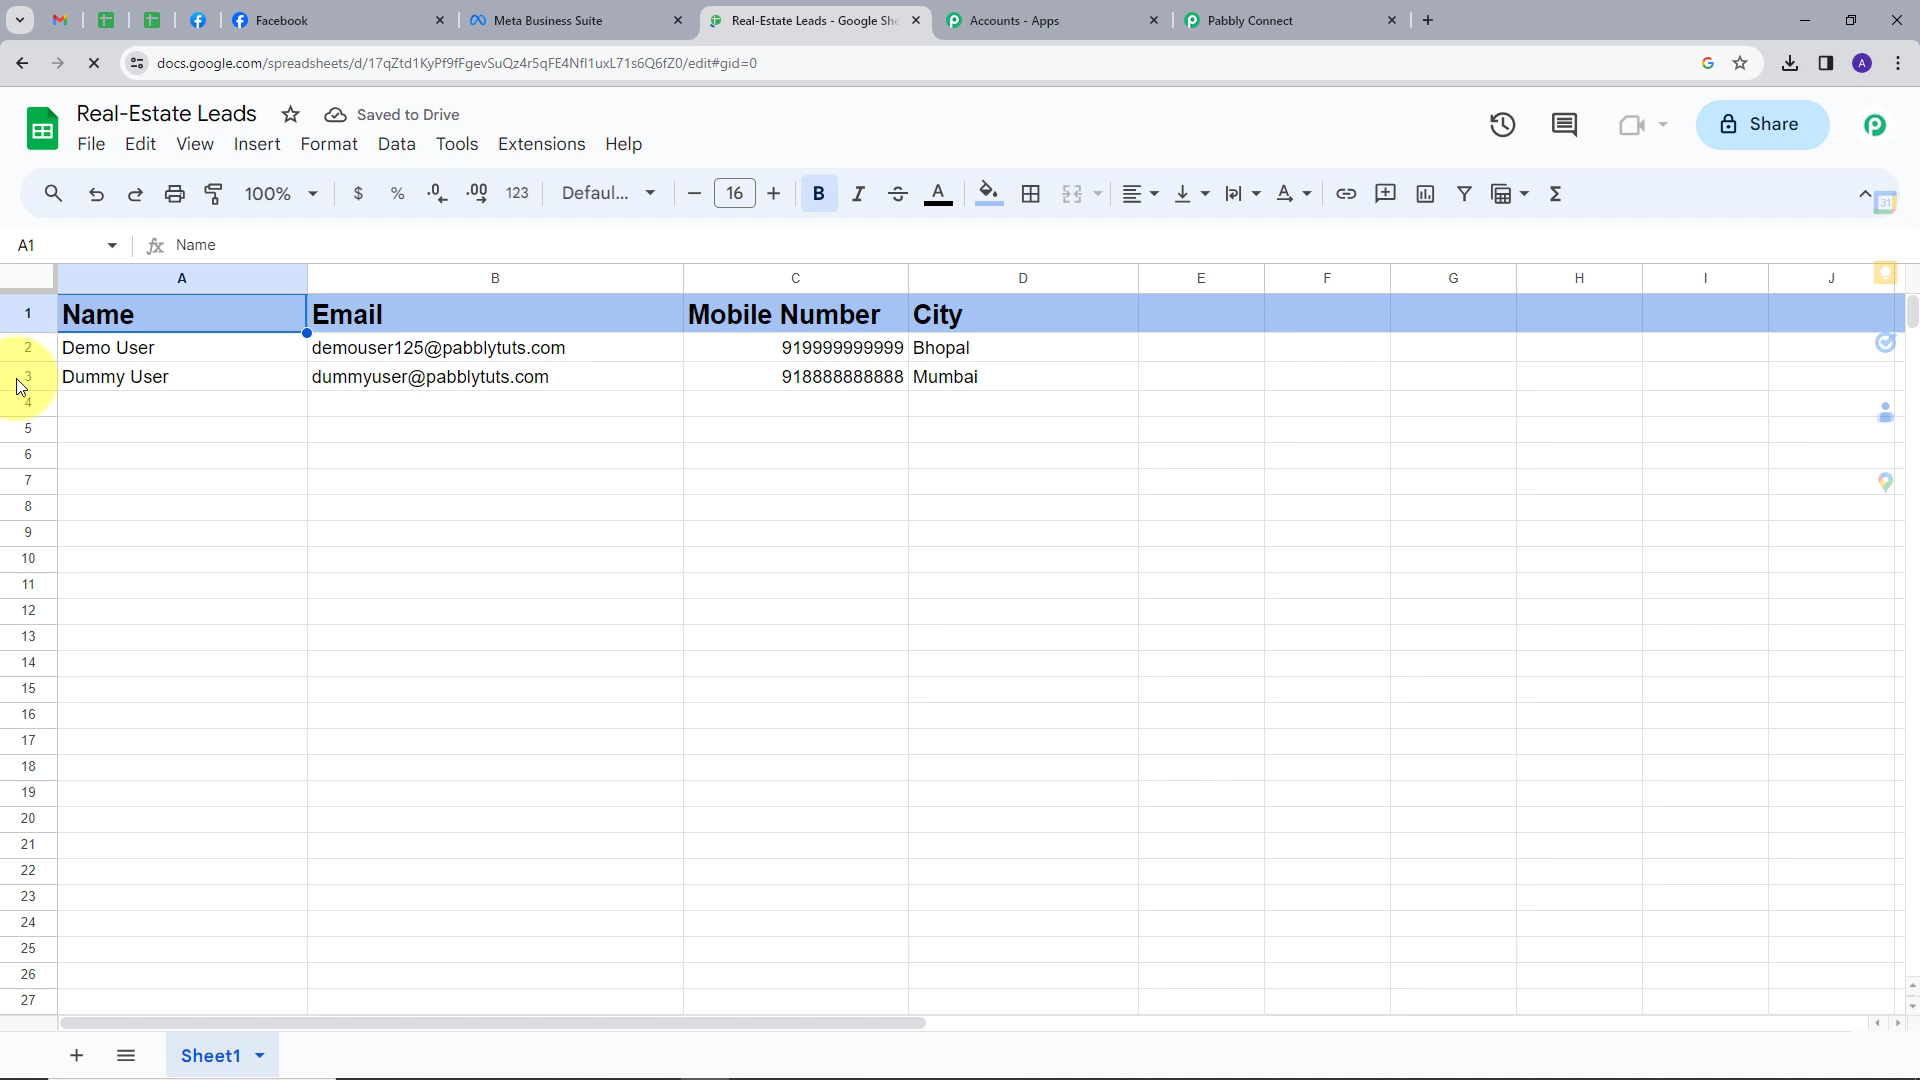 Facebook Meta Business Suite Real-Estate Leads - Google She Accounts - Apps Pabbly Connect
docs.google.com/spreadsheets/d/17qZtd1KyPf9fFgevSuQz4r5qFE4Nfl1uxL71s6Q6fZ0/edit#gid=0 A
Real-Estate Leads Saved to Drive
File Edit View Insert Format Data Tools Extensions Help
Share
100% $ % .0 .00 123 Defaul... 16 B I S A A Σ
31
A1 fx Name
A B C D E F G H I J
1 Name Email Mobile Number City
2 Demo User demouser125@pabblytuts.com 919999999999 Bhopal
3 Dummy User dummyuser@pabblytuts.com 918888888888 Mumbai
4
5
6
7
8
9
10
11
12
13
14
15
16
17
18
19
20
21
22
23
24
25
26
27
Sheet1